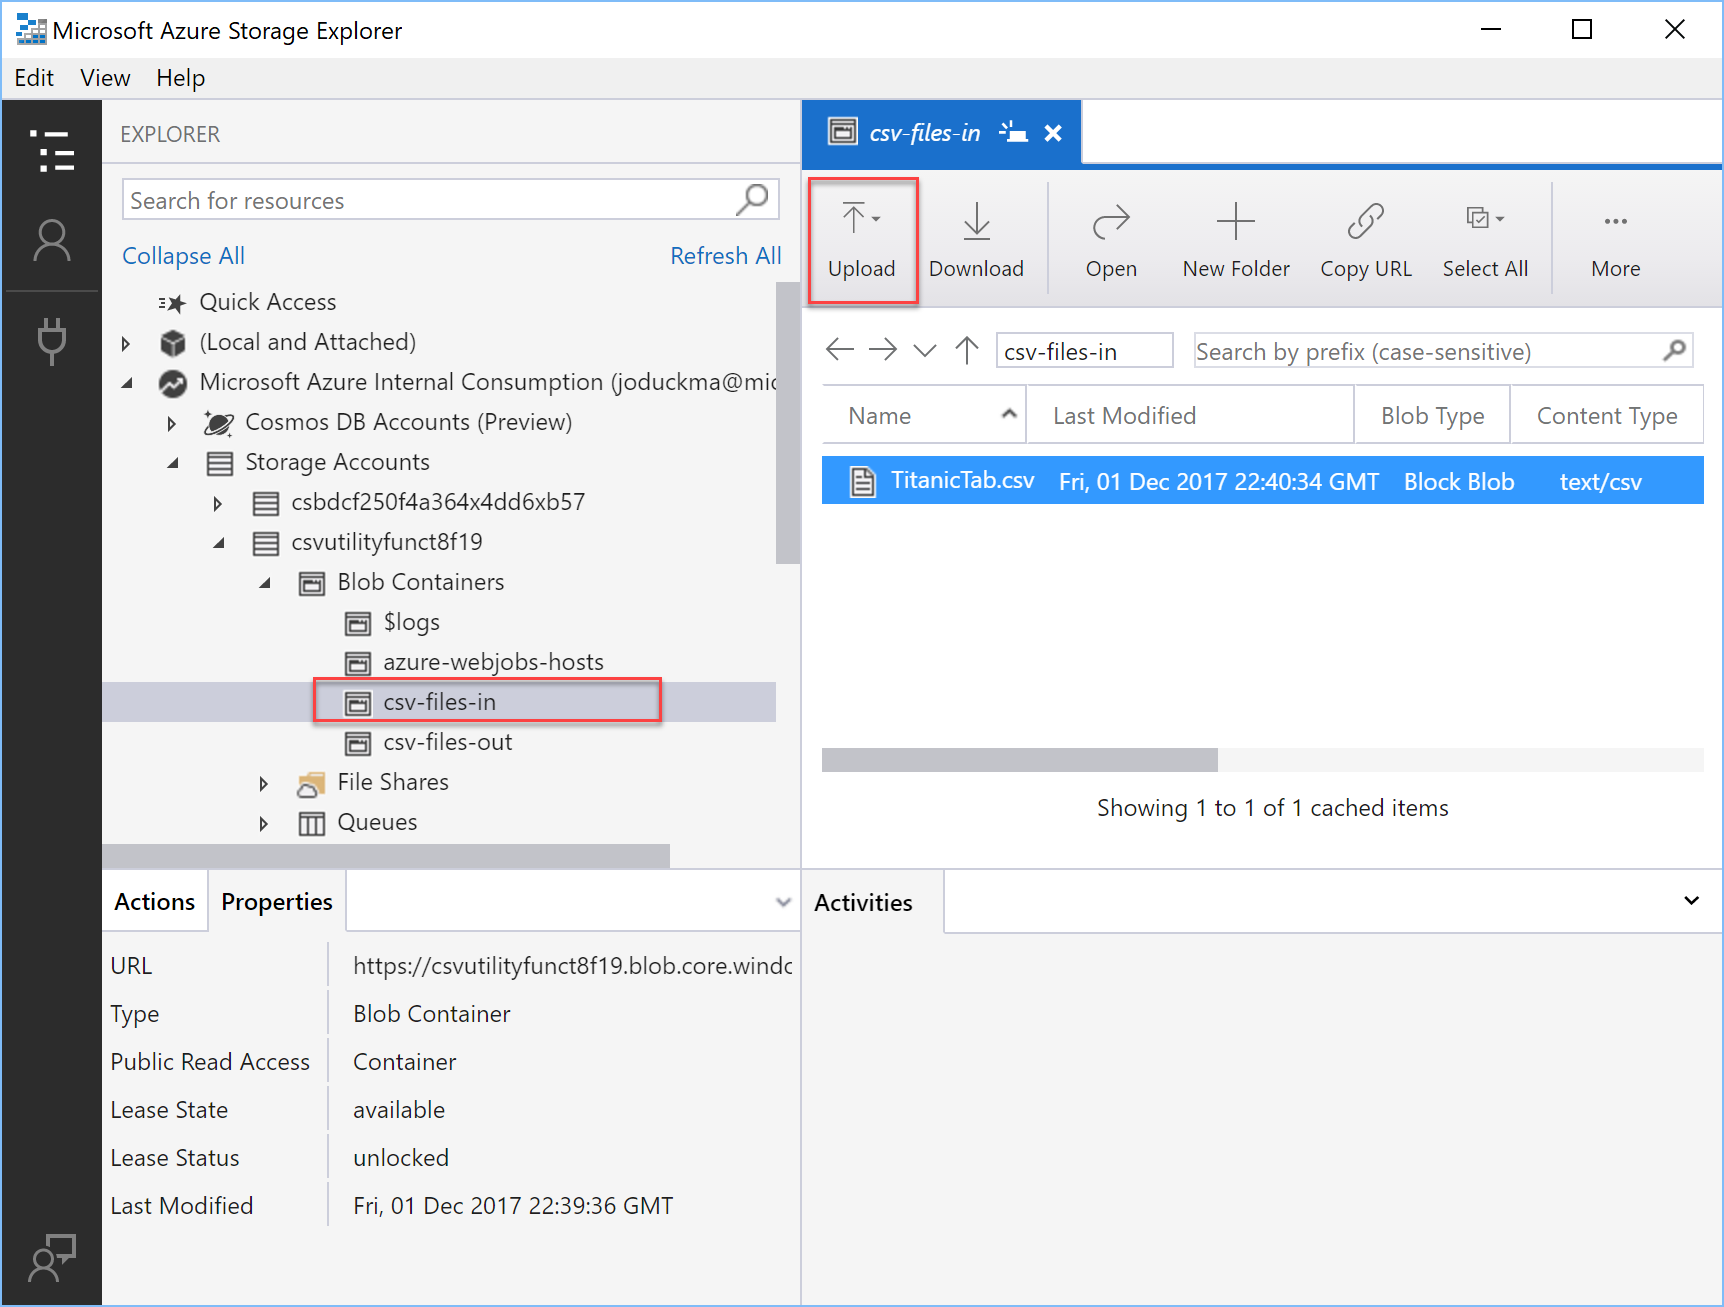 Microsoft Azure Storage Explorer
Edit View Help
EXPLORER
Search for resources
Collapse All Refresh All
Quick Access
(Local and Attached)
Microsoft Azure Internal Consumption (joduckma@mic
Cosmos DB Accounts (Preview)
Storage Accounts
csbdcf250f4a364x4dd6xb57
csvutilityfunct8f19
Blob Containers
$logs
azure-webjobs-hosts
csv-files-in
csv-files-out
File Shares
Queues
Actions Properties
URL https://csvutilityfunct8f19.blob.core.windo
Type Blob Container
Public Read Access Container
Lease State available
Lease Status unlocked
Last Modified Fri, 01 Dec 2017 22:39:36 GMT
csv-files-in
Upload Download Open New Folder Copy URL Select All More
csv-files-in Search by prefix (case-sensitive)
Name Last Modified Blob Type Content Type
TitanicTab.csv Fri, 01 Dec 2017 22:40:34 GMT Block Blob text/csv
Showing 1 to 1 of 1 cached items
Activities